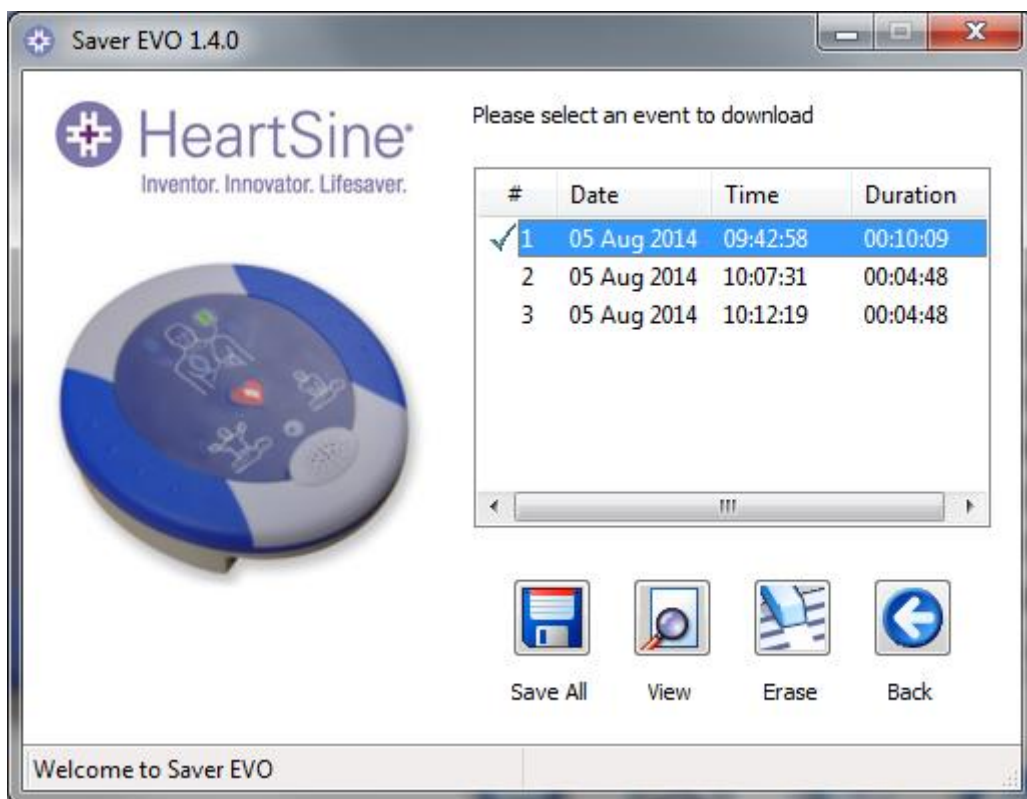 Saver EVO 1.4.0
HeartSine®
Inventor. Innovator. Lifesaver.
Please select an event to download
# Date Time Duration
1 05 Aug 2014 09:42:58 00:10:09
2 05 Aug 2014 10:07:31 00:04:48
3 05 Aug 2014 10:12:19 00:04:48
Save All View Erase Back
Welcome to Saver EVO